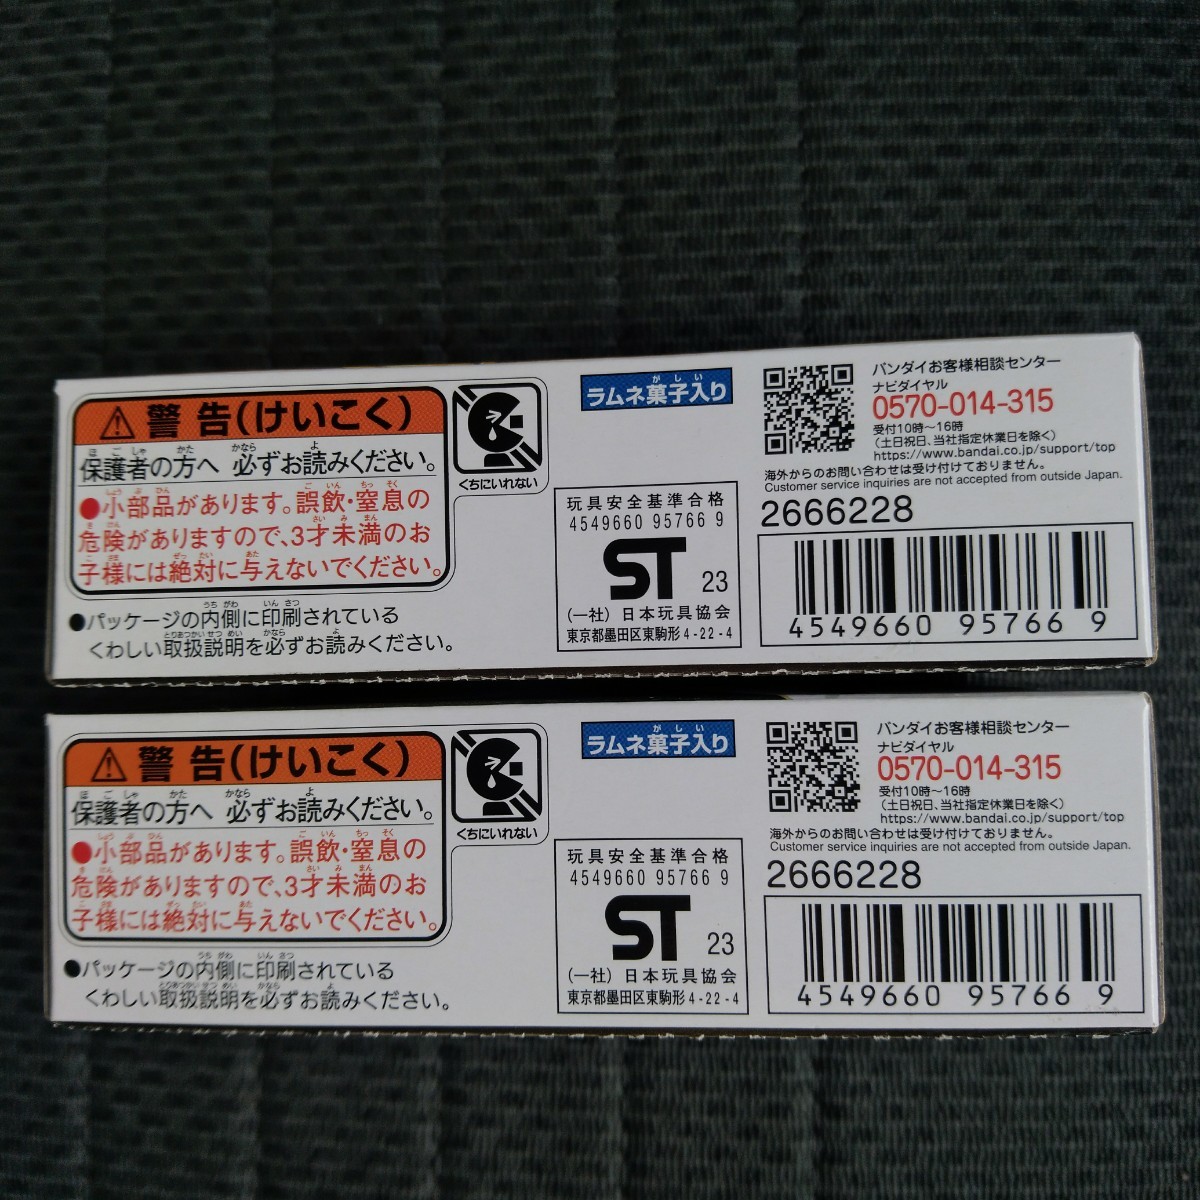 警告(けいこく)
保護者の方へ 必ずお読みください。
●小部品があります。誤飲・窒息の
危険がありますので、3才未満のお
子様には絶対に与えないでください。
●パッケージの内側に印刷されている
くわしい取扱説明を必ずお読みください。
くちにいれない
ラムネ菓子入り
玩具安全基準合格
4549660 95766 9
ST 23
(一社) 日本玩具協会
東京都墨田区東駒形4-22-4
バンダイお客様相談センター
ナビダイヤル
0570-014-315
受付10時〜16時
(土日祝日、当社指定休業日を除く)
https://www.bandai.co.jp/support/top
海外からのお問い合わせは受け付けておりません。
Customer service inquiries are not accepted from outside Japan.
2666228
4549660 95766 9
警告(けいこく)
保護者の方へ 必ずお読みください。
●小部品があります。誤飲・窒息の
危険がありますので、3才未満のお
子様には絶対に与えないでください。
●パッケージの内側に印刷されている
くわしい取扱説明を必ずお読みください。
くちにいれない
ラムネ菓子入り
玩具安全基準合格
4549660 95766 9
ST 23
(一社) 日本玩具協会
東京都墨田区東駒形4-22-4
バンダイお客様相談センター
ナビダイヤル
0570-014-315
受付10時〜16時
(土日祝日、当社指定休業日を除く)
https://www.bandai.co.jp/support/top
海外からのお問い合わせは受け付けておりません。
Customer service inquiries are not accepted from outside Japan.
2666228
4549660 95766 9